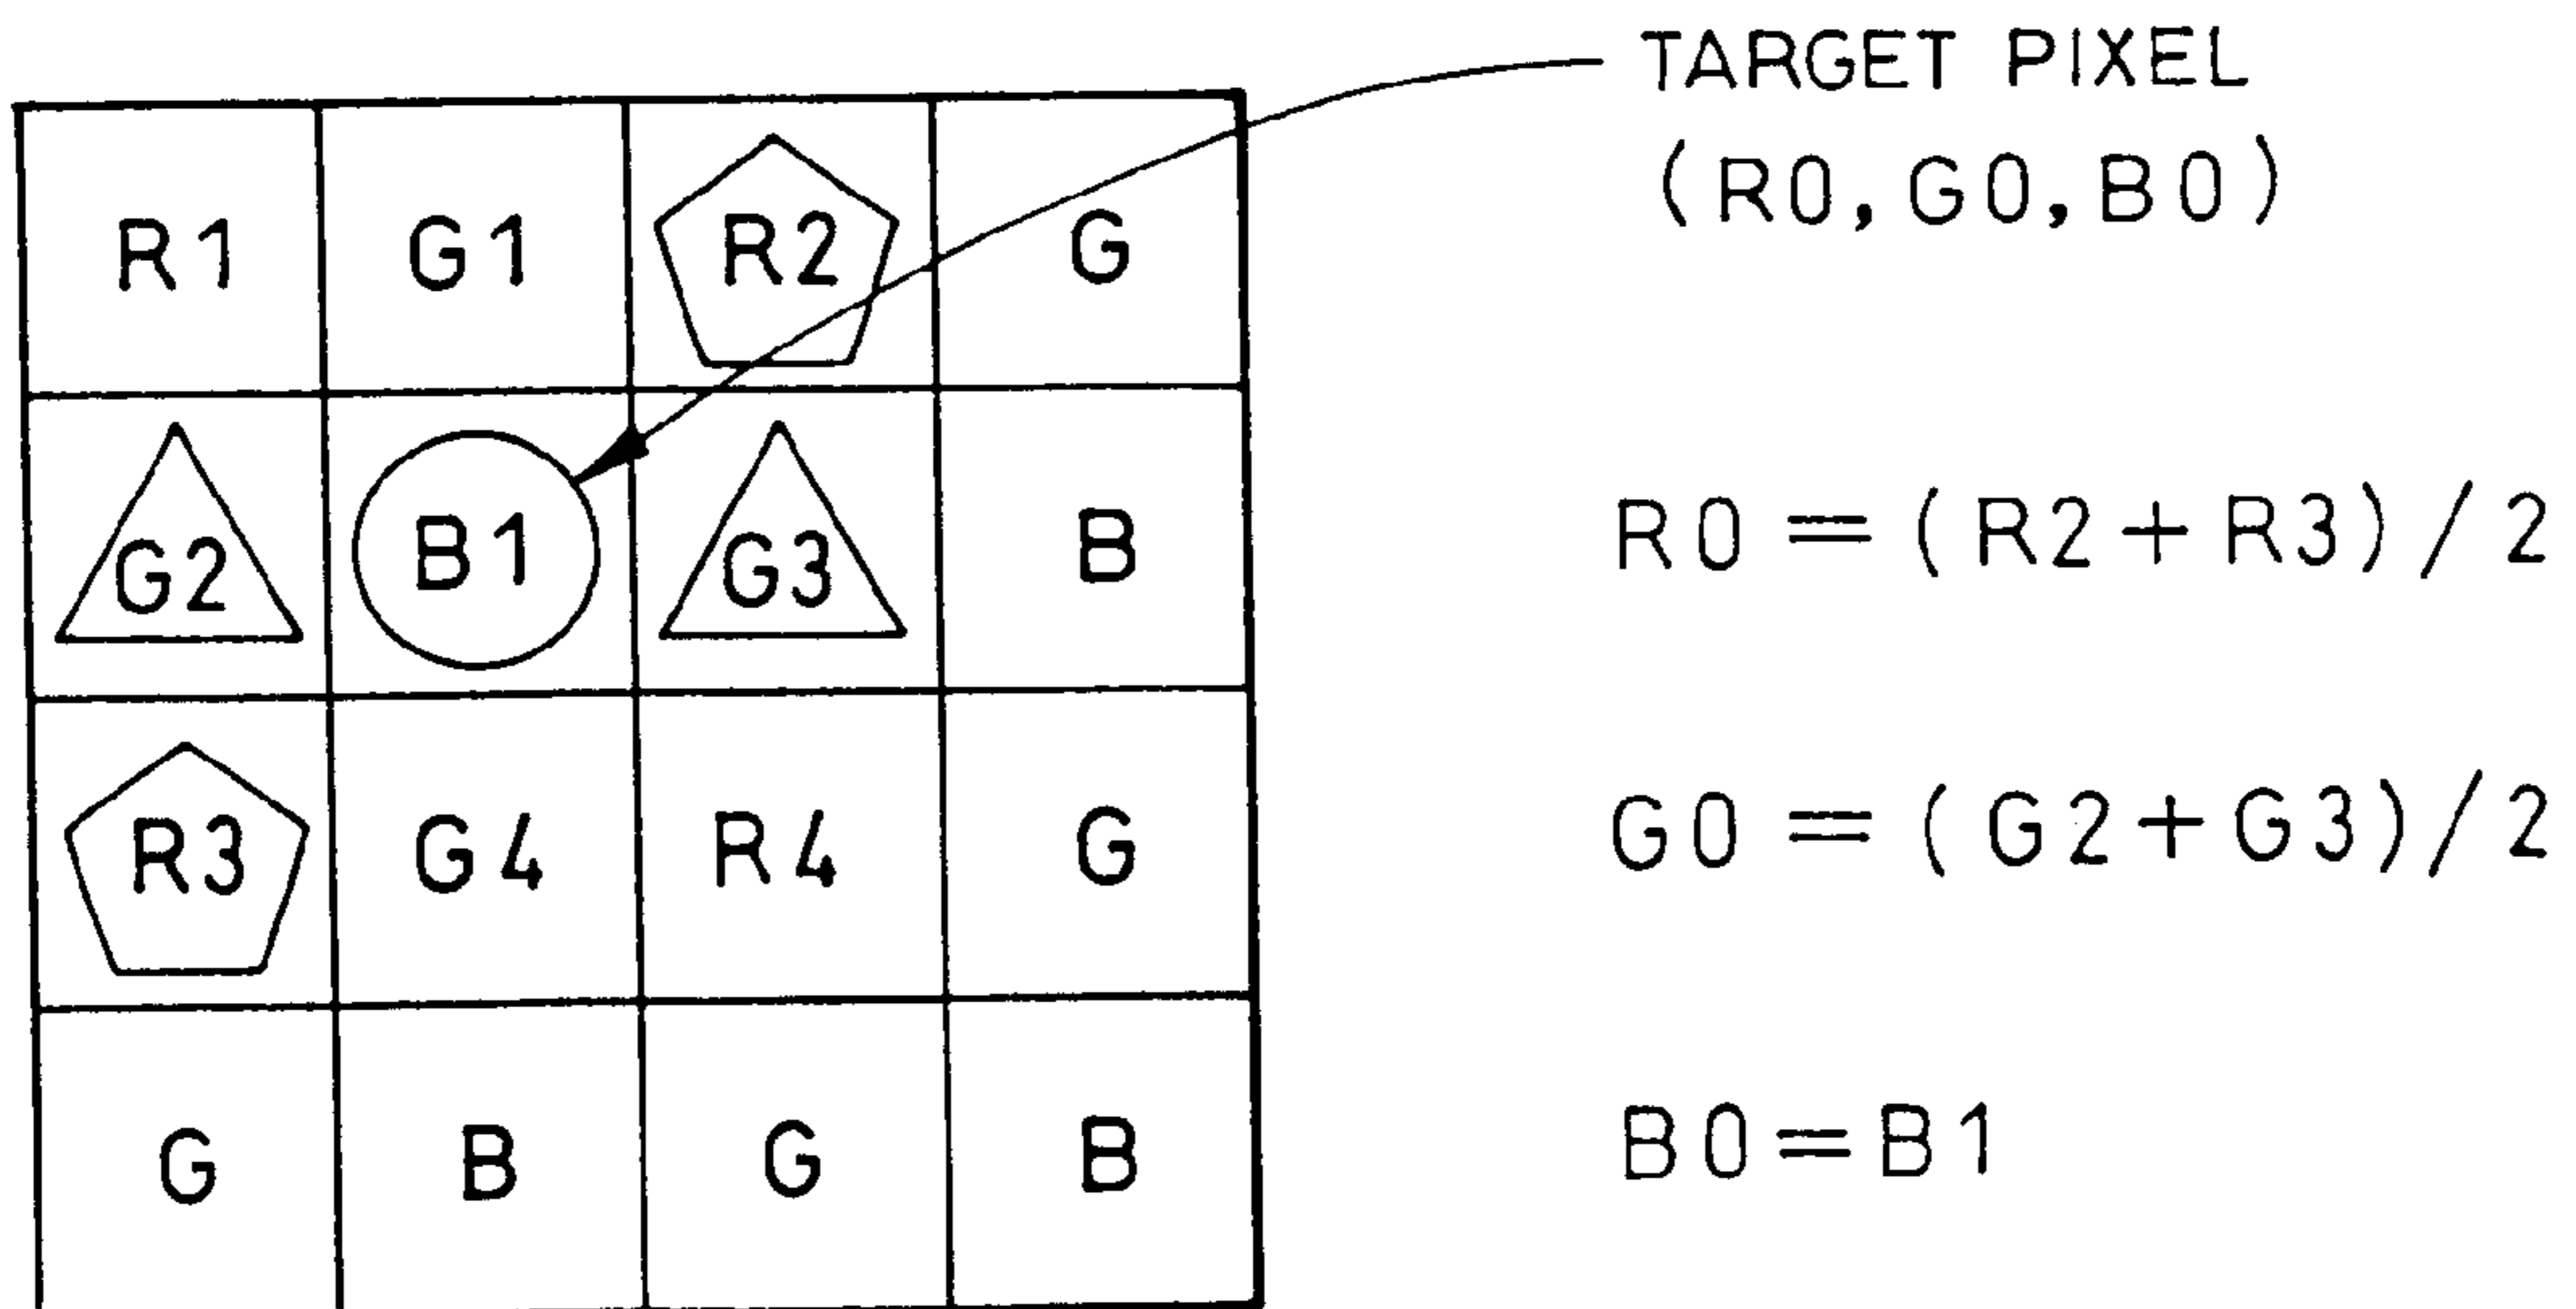 TARGET PIXEL
(R0, G0, B0)
R1 G1 R2 G
G2 B1 G3 B
R3 G4 R4 G
G B G B
R0 = (R2 + R3) / 2
G0 = (G2 + G3) / 2
B0 = B1